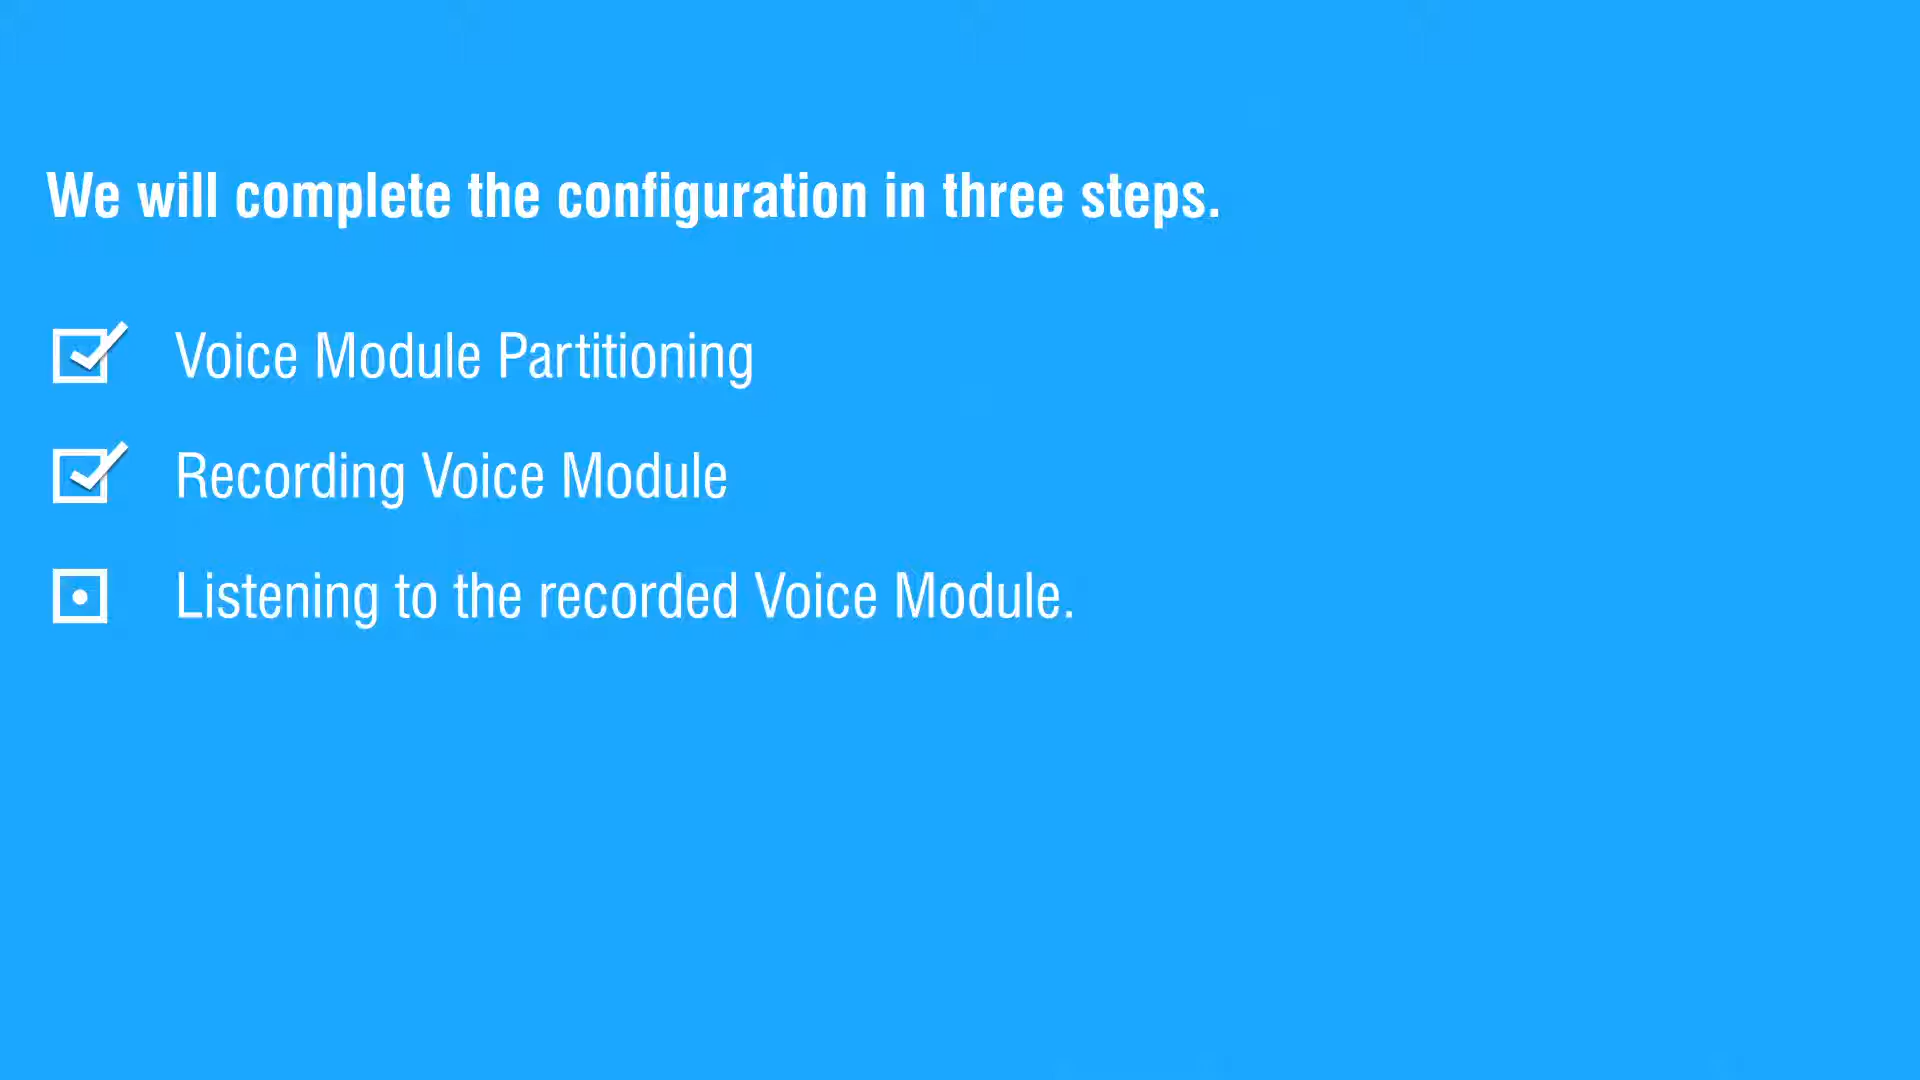 We will complete the configuration in three steps.
Voice Module Partitioning
Recording Voice Module
Listening to the recorded Voice Module.